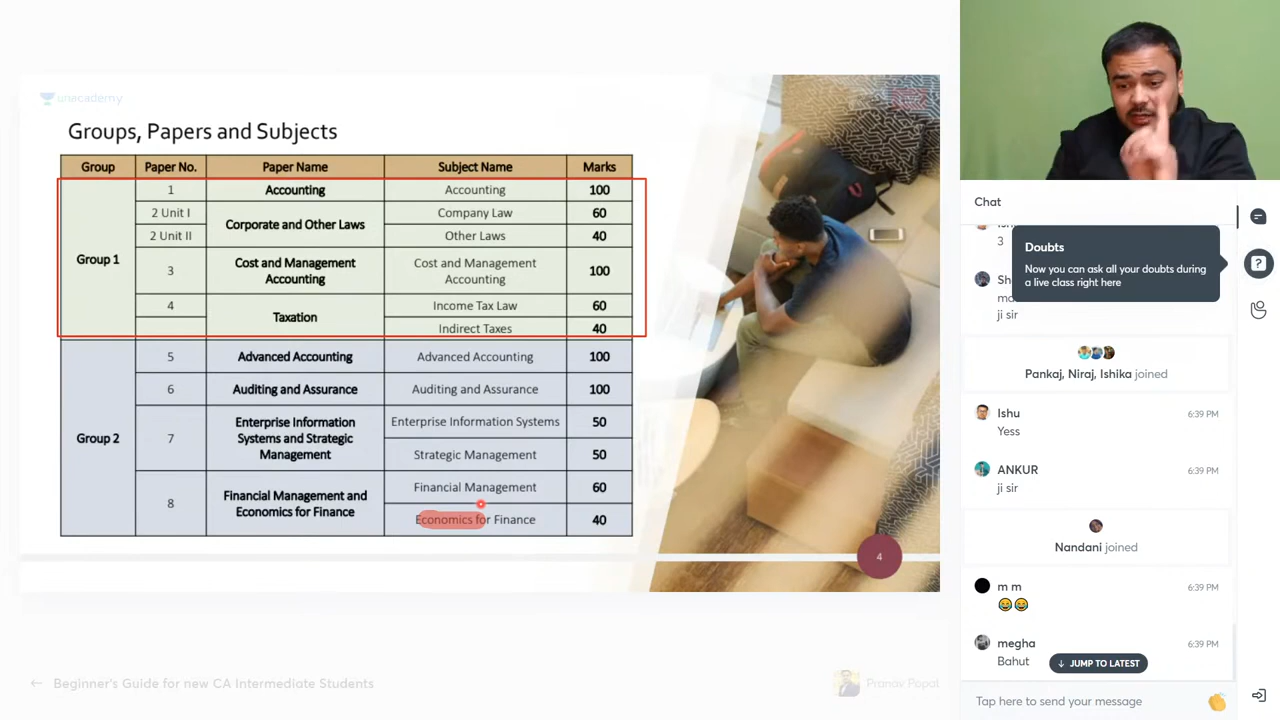 unacademy
Groups, Papers and Subjects
Group Paper No. Paper Name Subject Name Marks
Group 1
1 Accounting Accounting 100
2 Unit I Corporate and Other Laws Company Law 60
2 Unit II Other Laws 40
3 Cost and Management
Accounting
Cost and Management
Accounting
100
4 Taxation Income Tax Law 60
Indirect Taxes 40
Group 2
5 Advanced Accounting Advanced Accounting 100
6 Auditing and Assurance Auditing and Assurance 100
7 Enterprise Information
Systems and Strategic
Management
Enterprise Information Systems 50
Strategic Management 50
8 Financial Management and
Economics for Finance
Financial Management 60
Economics for Finance 40
4
← Beginner's Guide for new CA Intermediate Students
Pranav Popat
Chat
3
Doubts
Now you can ask all your doubts during
a live class right here
ji sir
Pankaj, Niraj, Ishika joined
Ishu 6:39 PM
Yess
ANKUR 6:39 PM
ji sir
Nandani joined
m m 6:39 PM
😂😂
megha 6:39 PM
Bahut
↓ JUMP TO LATEST
Tap here to send your message